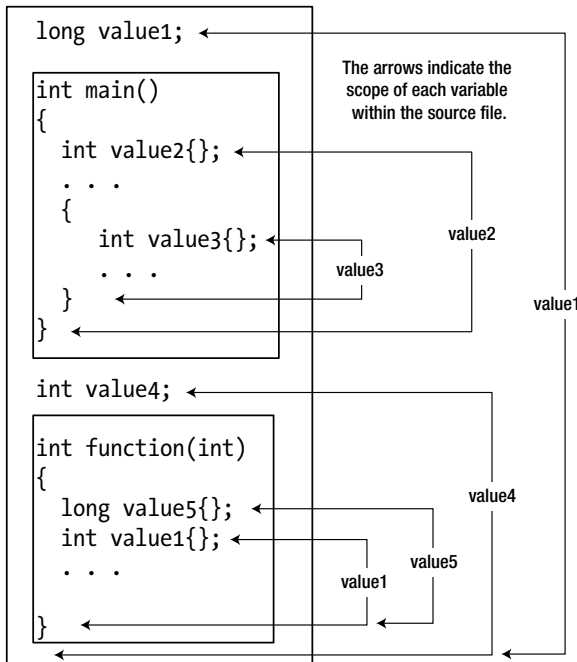 long value1;
The arrows indicate the
scope of each variable
within the source file.
int main()
{
int value2{};
. . .
{
int value3{};
. . .
}
}
value3
value2
value1
int value4;
int function(int)
{
long value5{};
int value1{};
. . .
}
value1
value5
value4